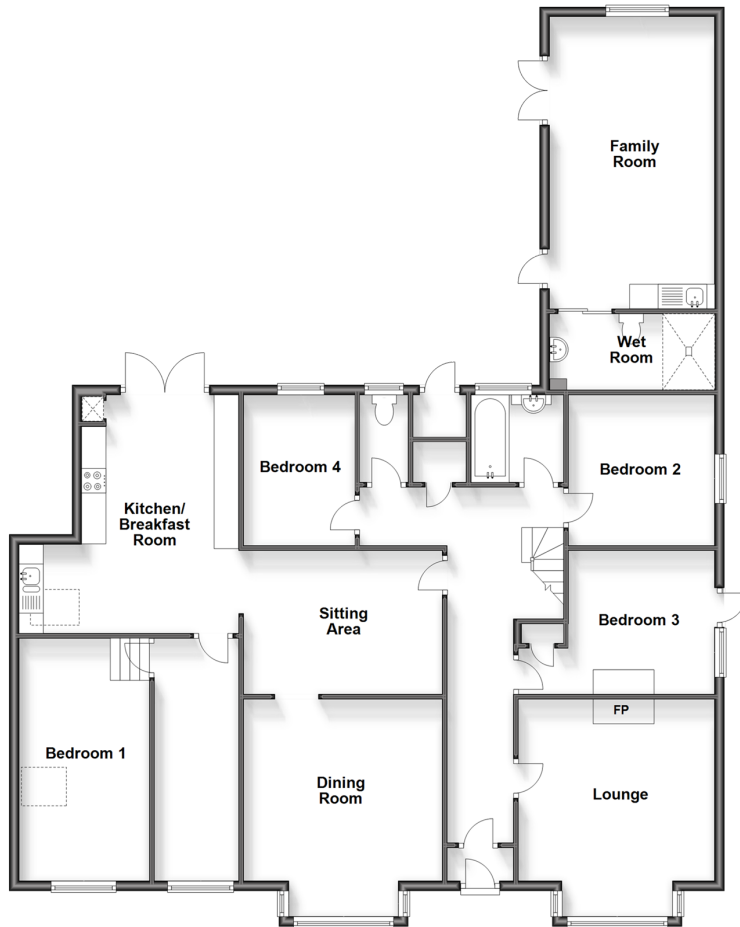 Family
Room
Wet
Room
Bedroom 4
Bedroom 2
Kitchen/
Breakfast
Room
Sitting
Area
Bedroom 3
FP
Bedroom 1
Dining
Room
Lounge